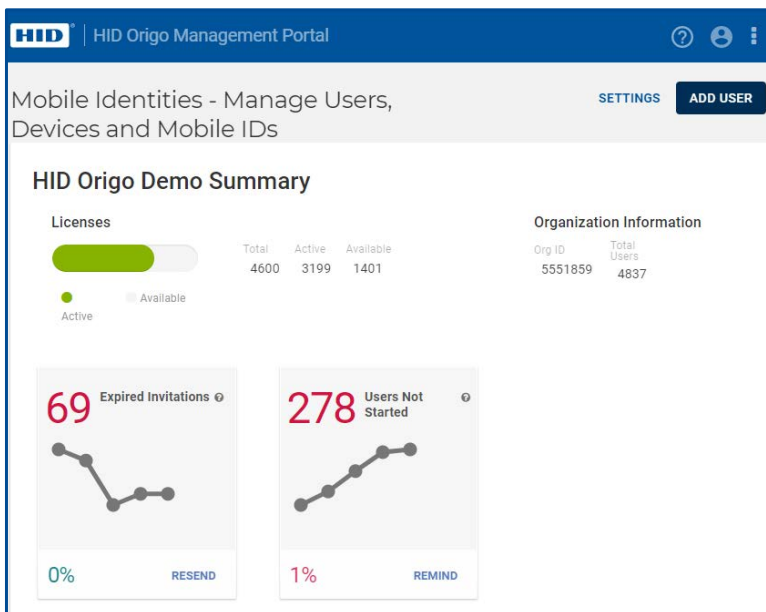 HID® HID Origo Management Portal
Mobile Identities - Manage Users,
Devices and Mobile IDs
SETTINGS
ADD USER
HID Origo Demo Summary
Licenses
Total Active Available
4600 3199 1401
Active
Available
Organization Information
Org ID
Total
Users
5551859
4837
69 Expired Invitations
278 Users Not
Started
0% RESEND
1% REMIND